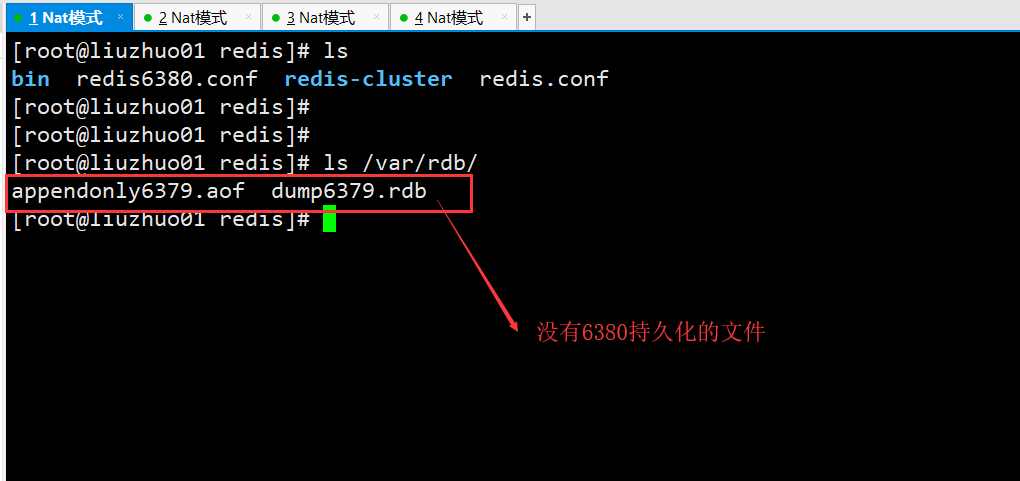 1 Nat模式 × 2 Nat模式 × 3 Nat模式 × 4 Nat模式 × +
[root@liuzhuo01 redis]# ls
bin  redis6380.conf  redis-cluster  redis.conf
[root@liuzhuo01 redis]#
[root@liuzhuo01 redis]#
[root@liuzhuo01 redis]# ls /var/rdb/
appendonly6379.aof  dump6379.rdb
[root@liuzhuo01 redis]#
没有6380持久化的文件